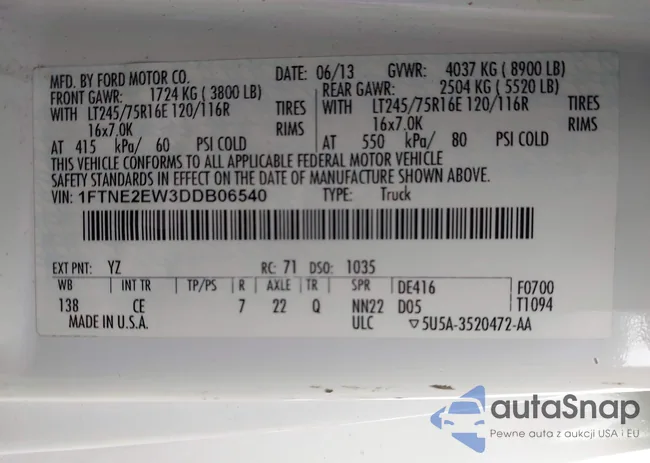 MFD. BY FORD MOTOR CO. DATE: 06/13 GVWR: 4037 KG (8900 LB)
FRONT GAWR: 1724 KG (3800 LB) REAR GAWR: 2504 KG (5520 LB)
WITH LT245/75R16E 120/116R TIRES WITH LT245/75R16E 120/116R TIRES
16x7.0K RIMS 16x7.0K RIMS
AT 415 kPa/ 60 PSI COLD AT 550 kPa/ 80 PSI COLD
THIS VEHICLE CONFORMS TO ALL APPLICABLE FEDERAL MOTOR VEHICLE
SAFETY STANDARDS IN EFFECT ON THE DATE OF MANUFACTURE SHOWN ABOVE.
VIN: 1FTNE2EW3DDB06540 TYPE: Truck
EXT PNT: YZ RC: 71 DSO: 1035
WB INT TR TP/PS R AXLE TR SPR DE416 F0700
138 CE 7 22 Q NN22 D05 T1094
MADE IN U.S.A. ULC ▽5U5A-3520472-AA
autaSnap
Pewne auta z aukcji USA i EU